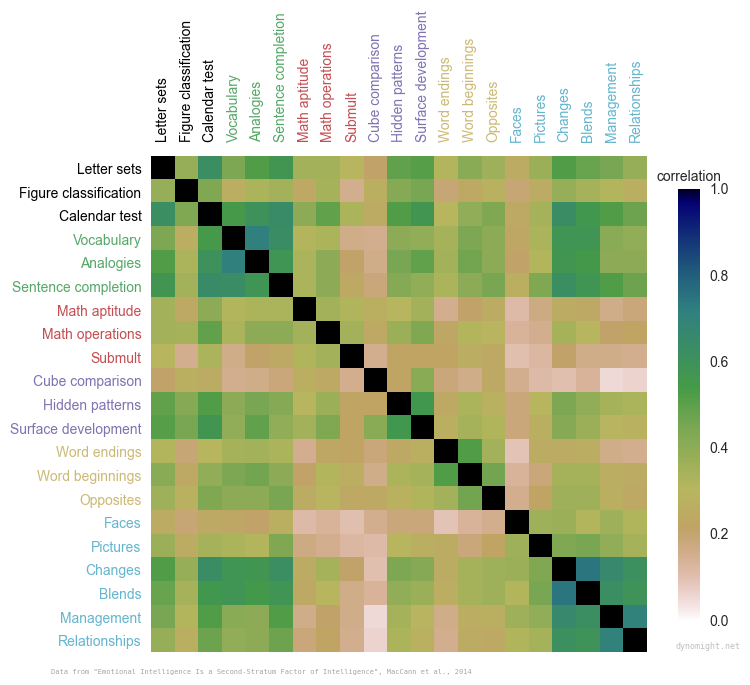 Letter sets
Figure classification
Calendar test
Vocabulary
Analogies
Sentence completion
Math aptitude
Math operations
Submult
Cube comparison
Hidden patterns
Surface development
Word endings
Word beginnings
Opposites
Faces
Pictures
Changes
Blends
Management
Relationships
Letter sets
Figure classification
Calendar test
Vocabulary
Analogies
Sentence completion
Math aptitude
Math operations
Submult
Cube comparison
Hidden patterns
Surface development
Word endings
Word beginnings
Opposites
Faces
Pictures
Changes
Blends
Management
Relationships
correlation
1.0
0.8
0.6
0.4
0.2
0.0
dynomight.net
Data from "Emotional Intelligence Is a Second-Stratum Factor of Intelligence", MacCann et al., 2014